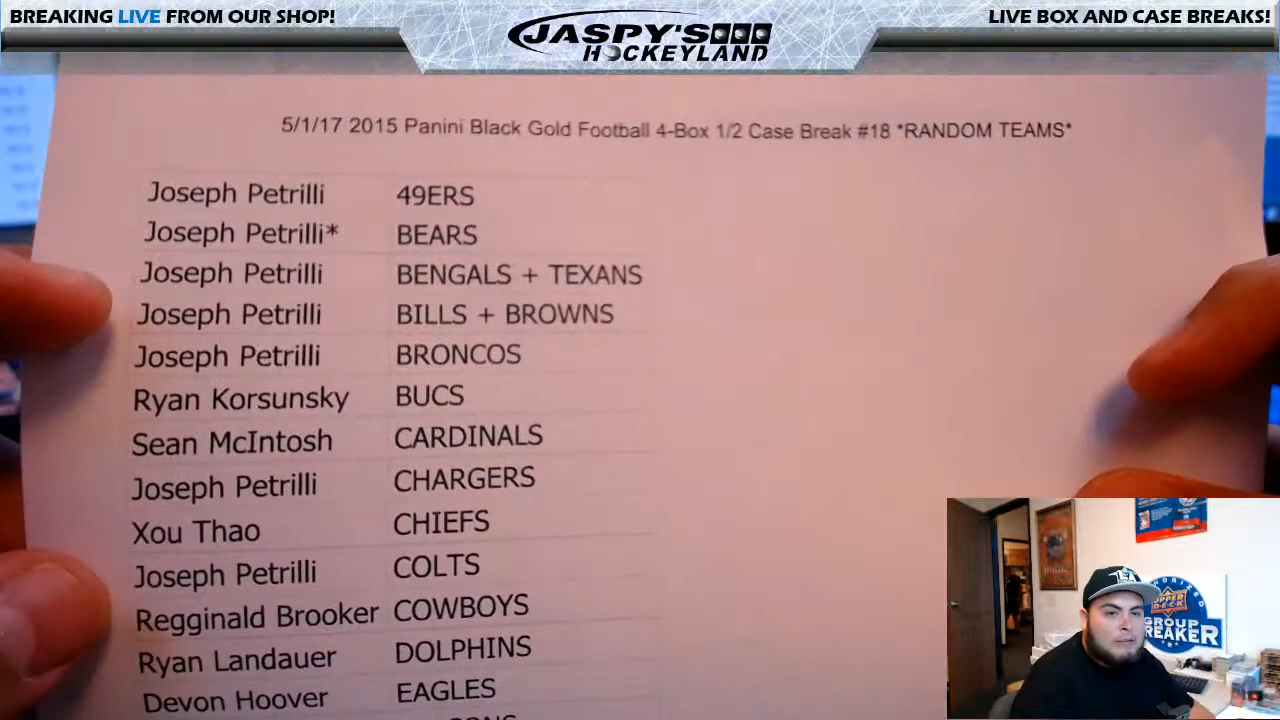 BREAKING LIVE FROM OUR SHOP!
JASPY'S
HOCKEYLAND
LIVE BOX AND CASE BREAKS!
5/1/17 2015 Panini Black Gold Football 4-Box 1/2 Case Break #18 *RANDOM TEAMS*
Joseph Petrilli 49ERS
Joseph Petrilli* BEARS
Joseph Petrilli BENGALS + TEXANS
Joseph Petrilli BILLS + BROWNS
Joseph Petrilli BRONCOS
Ryan Korsunsky BUCS
Sean McIntosh CARDINALS
Joseph Petrilli CHARGERS
Xou Thao CHIEFS
Joseph Petrilli COLTS
Regginald Brooker COWBOYS
Ryan Landauer DOLPHINS
Devon Hoover EAGLES
UPPER
DECK
GROUP
BREAKER